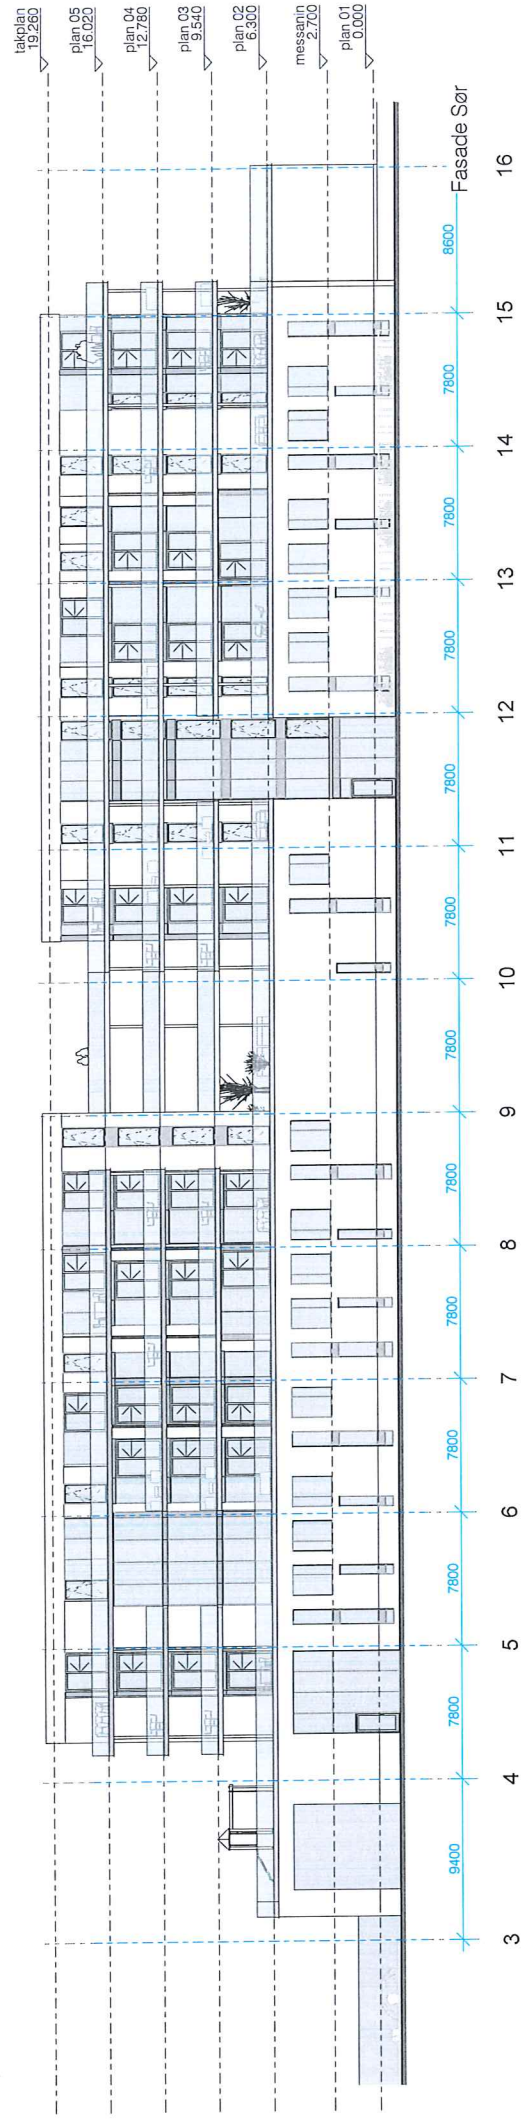 takplan
19.260
plan 05
16.020
plan 04
12.780
plan 03
9.540
plan 02
6.300
messanin
2.700
plan 01
0.000
Fasade Sør
9400 7800 7800 7800 7800 7800 7800 7800 7800 7800 7800 7800 8600
3 4 5 6 7 8 9 10 11 12 13 14 15 16